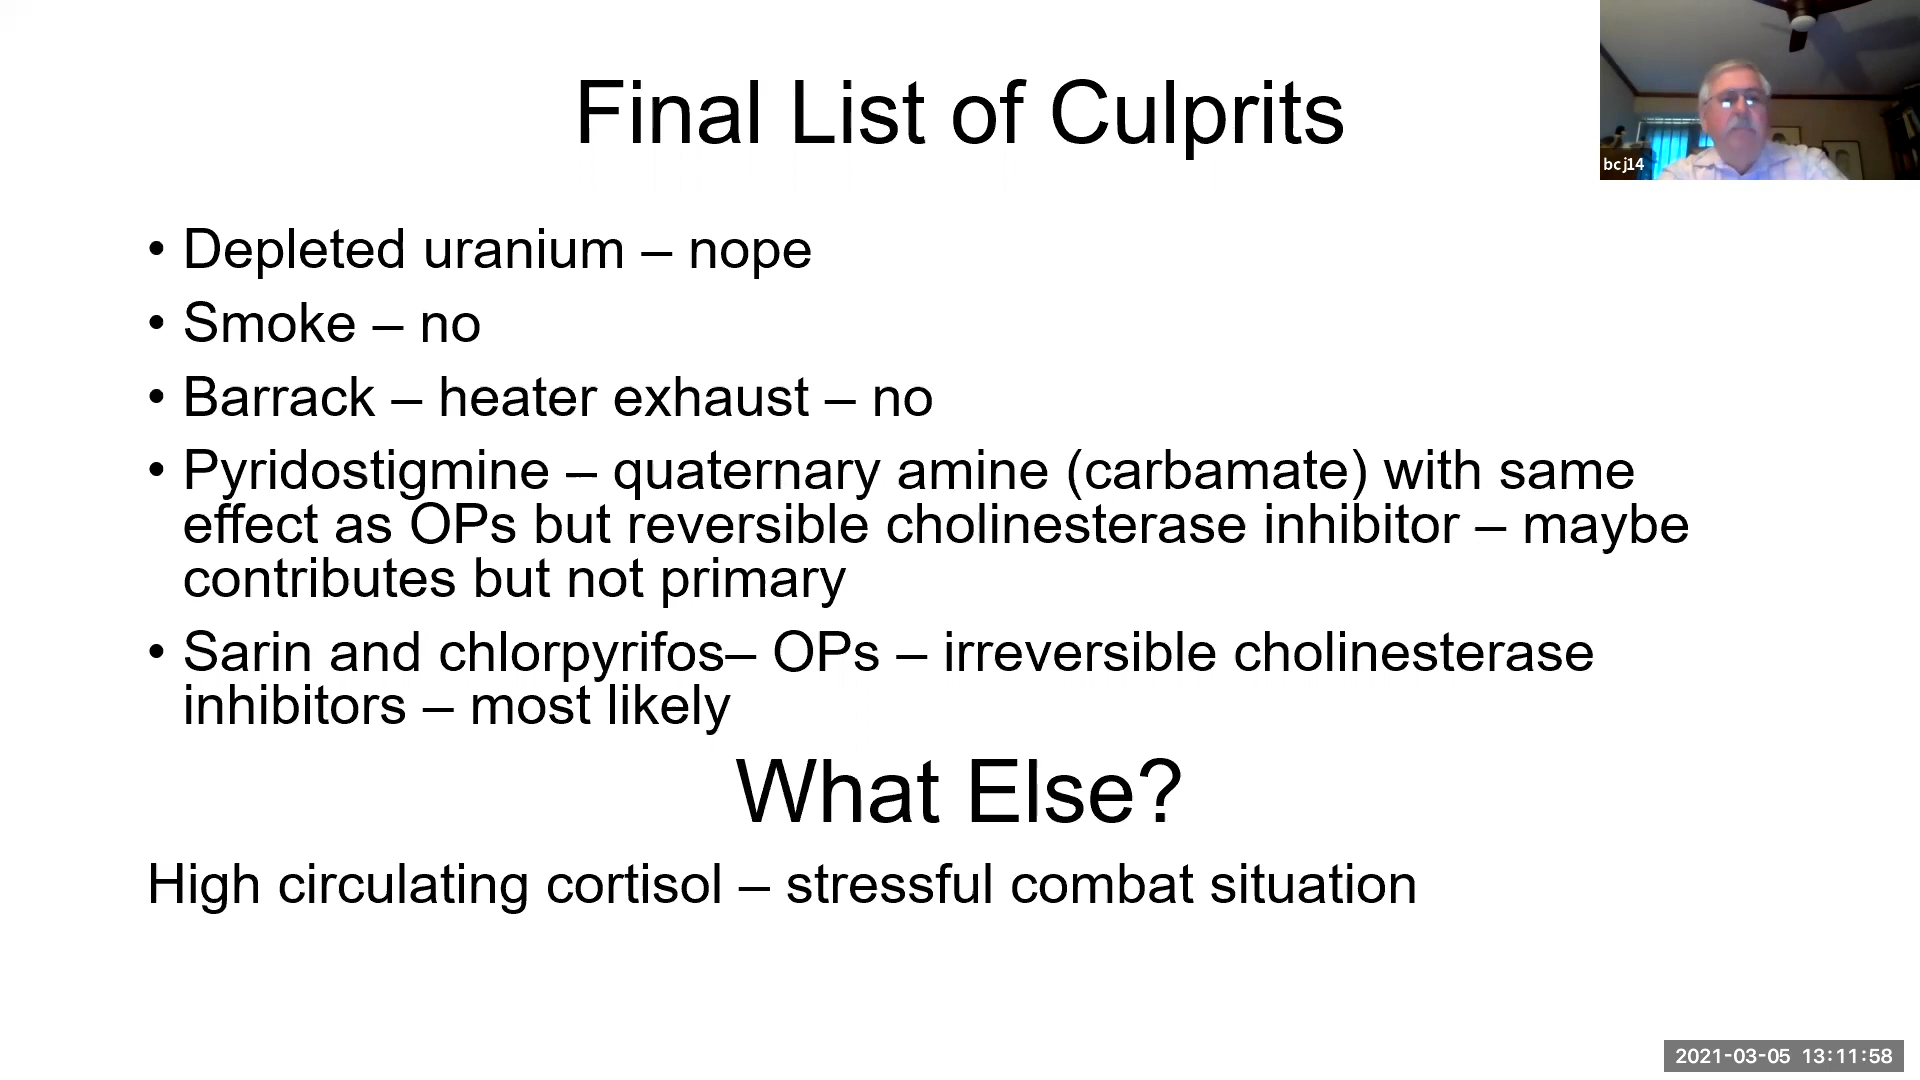 Final List of Culprits
bcj14
• Depleted uranium – nope
• Smoke – no
• Barrack – heater exhaust – no
• Pyridostigmine – quaternary amine (carbamate) with same
effect as OPs but reversible cholinesterase inhibitor – maybe
contributes but not primary
• Sarin and chlorpyrifos– OPs – irreversible cholinesterase
inhibitors – most likely
What Else?
High circulating cortisol – stressful combat situation
2021-03-05 13:11:58